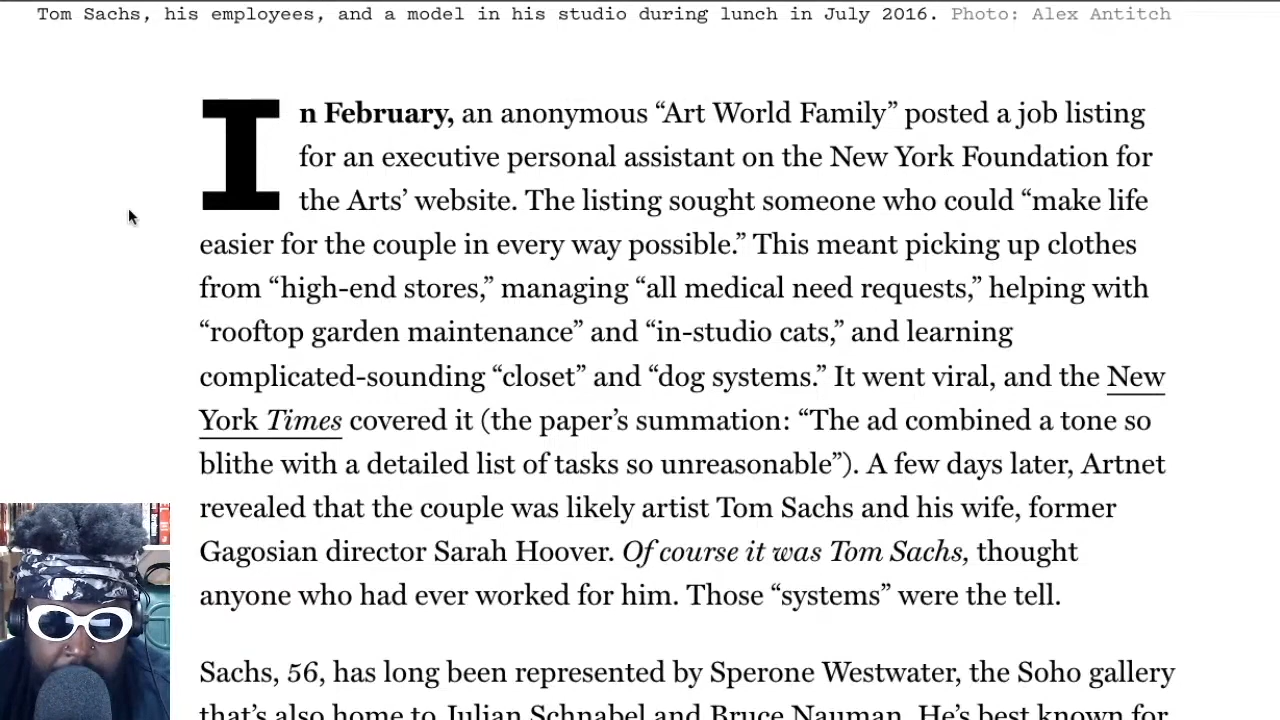 Tom Sachs, his employees, and a model in his studio during lunch in July 2016. Photo: Alex Antitch
In February, an anonymous “Art World Family” posted a job listing
for an executive personal assistant on the New York Foundation for
the Arts’ website. The listing sought someone who could “make life
easier for the couple in every way possible.” This meant picking up clothes
from “high-end stores,” managing “all medical need requests,” helping with
“rooftop garden maintenance” and “in-studio cats,” and learning
complicated-sounding “closet” and “dog systems.” It went viral, and the New
York Times covered it (the paper’s summation: “The ad combined a tone so
blithe with a detailed list of tasks so unreasonable”). A few days later, Artnet
revealed that the couple was likely artist Tom Sachs and his wife, former
Gagosian director Sarah Hoover. Of course it was Tom Sachs, thought
anyone who had ever worked for him. Those “systems” were the tell.
Sachs, 56, has long been represented by Sperone Westwater, the Soho gallery
that’s also home to Julian Schnabel and Bruce Nauman. He’s best known for